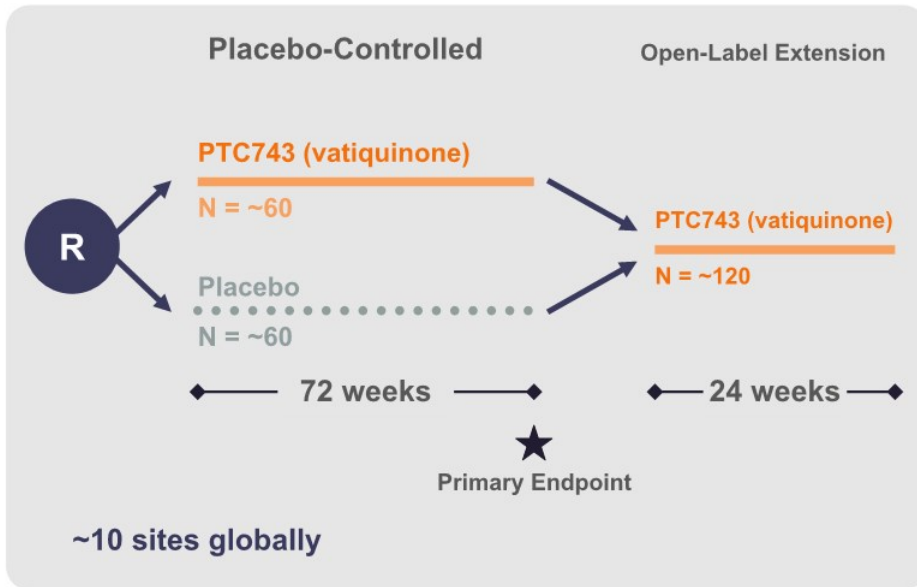 Placebo-Controlled
Open-Label Extension
PTC743 (vatiquinone)
N = ~60
R
PTC743 (vatiquinone)
N = ~120
Placebo
N = ~60
72 weeks
24 weeks
Primary Endpoint
~10 sites globally